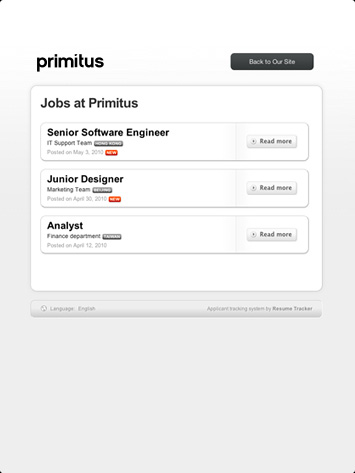 primitus
Back to Our Site
Jobs at Primitus
Senior Software Engineer
IT Support Team HONG KONG
Posted on May 3, 2010 NEW
Read more
Junior Designer
Marketing Team BEIJING
Posted on April 30, 2010 NEW
Read more
Analyst
Finance department TAIWAN
Posted on April 12, 2010
Read more
Language: English
Applicant tracking system by Resume Tracker